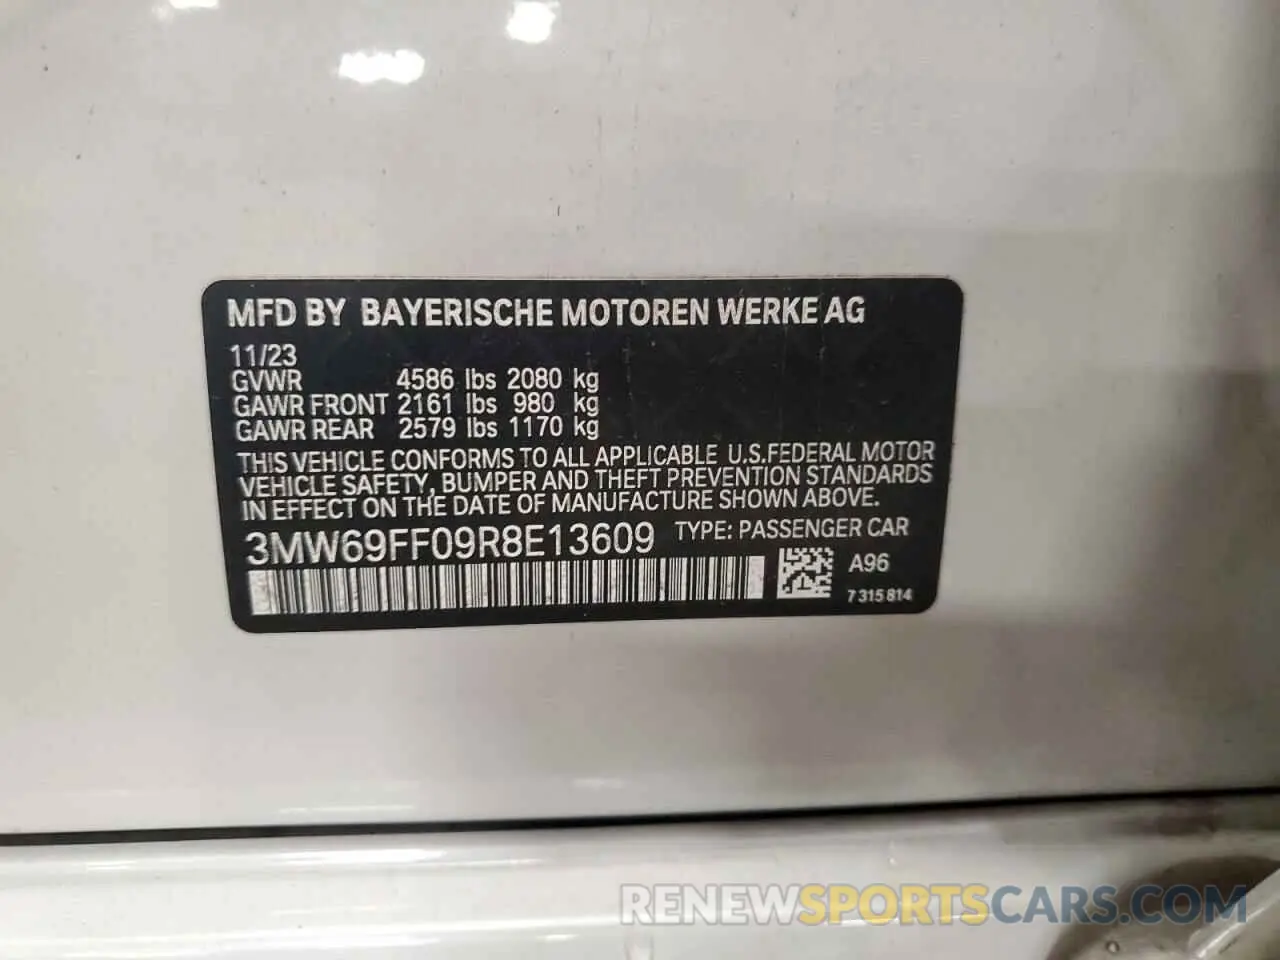 MFD BY BAYERISCHE MOTOREN WERKE AG
11/23
GVWR 4586 lbs 2080 kg
GAWR FRONT 2161 lbs 980 kg
GAWR REAR 2579 lbs 1170 kg
THIS VEHICLE CONFORMS TO ALL APPLICABLE U.S.FEDERAL MOTOR
VEHICLE SAFETY, BUMPER AND THEFT PREVENTION STANDARDS
IN EFFECT ON THE DATE OF MANUFACTURE SHOWN ABOVE.
3MW69FF09R8E13609 TYPE: PASSENGER CAR
A96
7 315 814
RENEWSPORTSCARS.COM